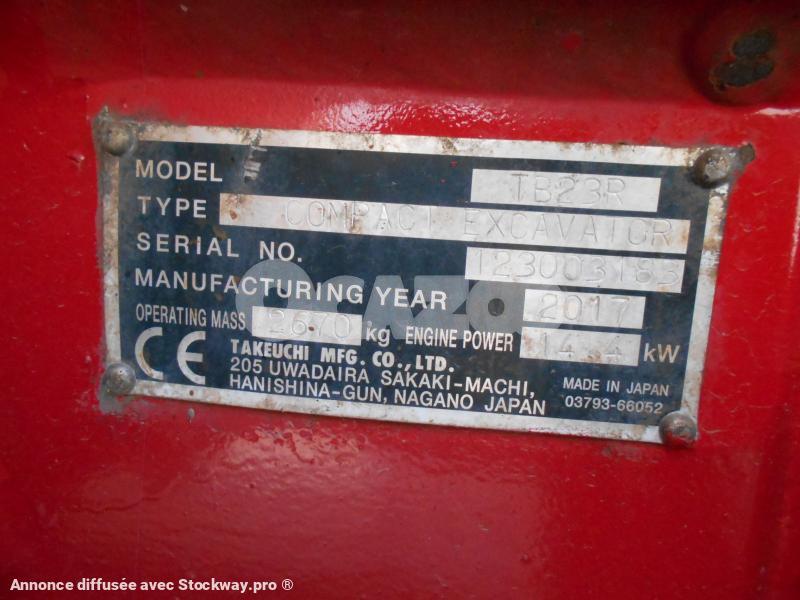 MODEL TB23R
TYPE COMPACT EXCAVATOR
SERIAL NO. 123003183
MANUFACTURING YEAR 2017
OPERATING MASS 2670 kg ENGINE POWER 14.4 kW
CE TAKEUCHI MFG. CO., LTD.
205 UWADAIRA SAKAKI-MACHI,
HANISHINA-GUN, NAGANO JAPAN
MADE IN JAPAN
03793-66052
OCAZOO
Annonce diffusée avec Stockway.pro ®